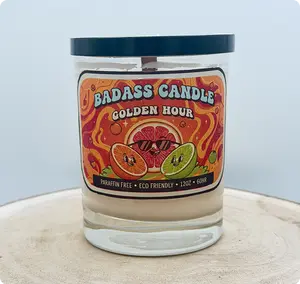 BADASS CANDLE
GOLDEN HOUR
PARAFFIN FREE • ECO FRIENDLY • 12OZ • 60HR